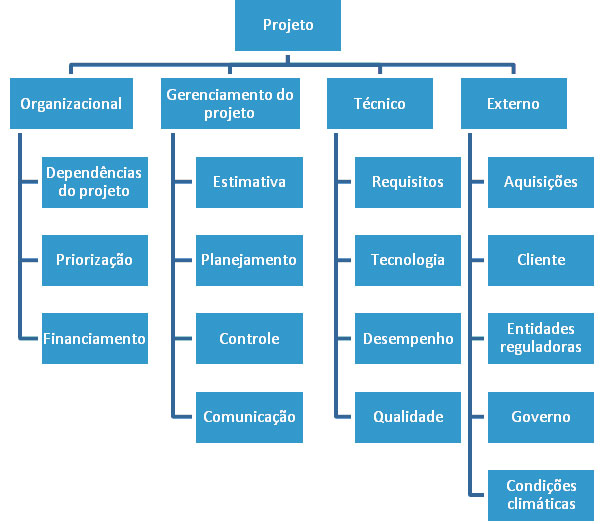 Projeto
Organizacional
Gerenciamento do
projeto
Técnico
Externo
Dependências
do projeto
Estimativa
Requisitos
Aquisições
Priorização
Planejamento
Tecnologia
Cliente
Financiamento
Controle
Desempenho
Entidades
reguladoras
Comunicação
Qualidade
Governo
Condições
climáticas